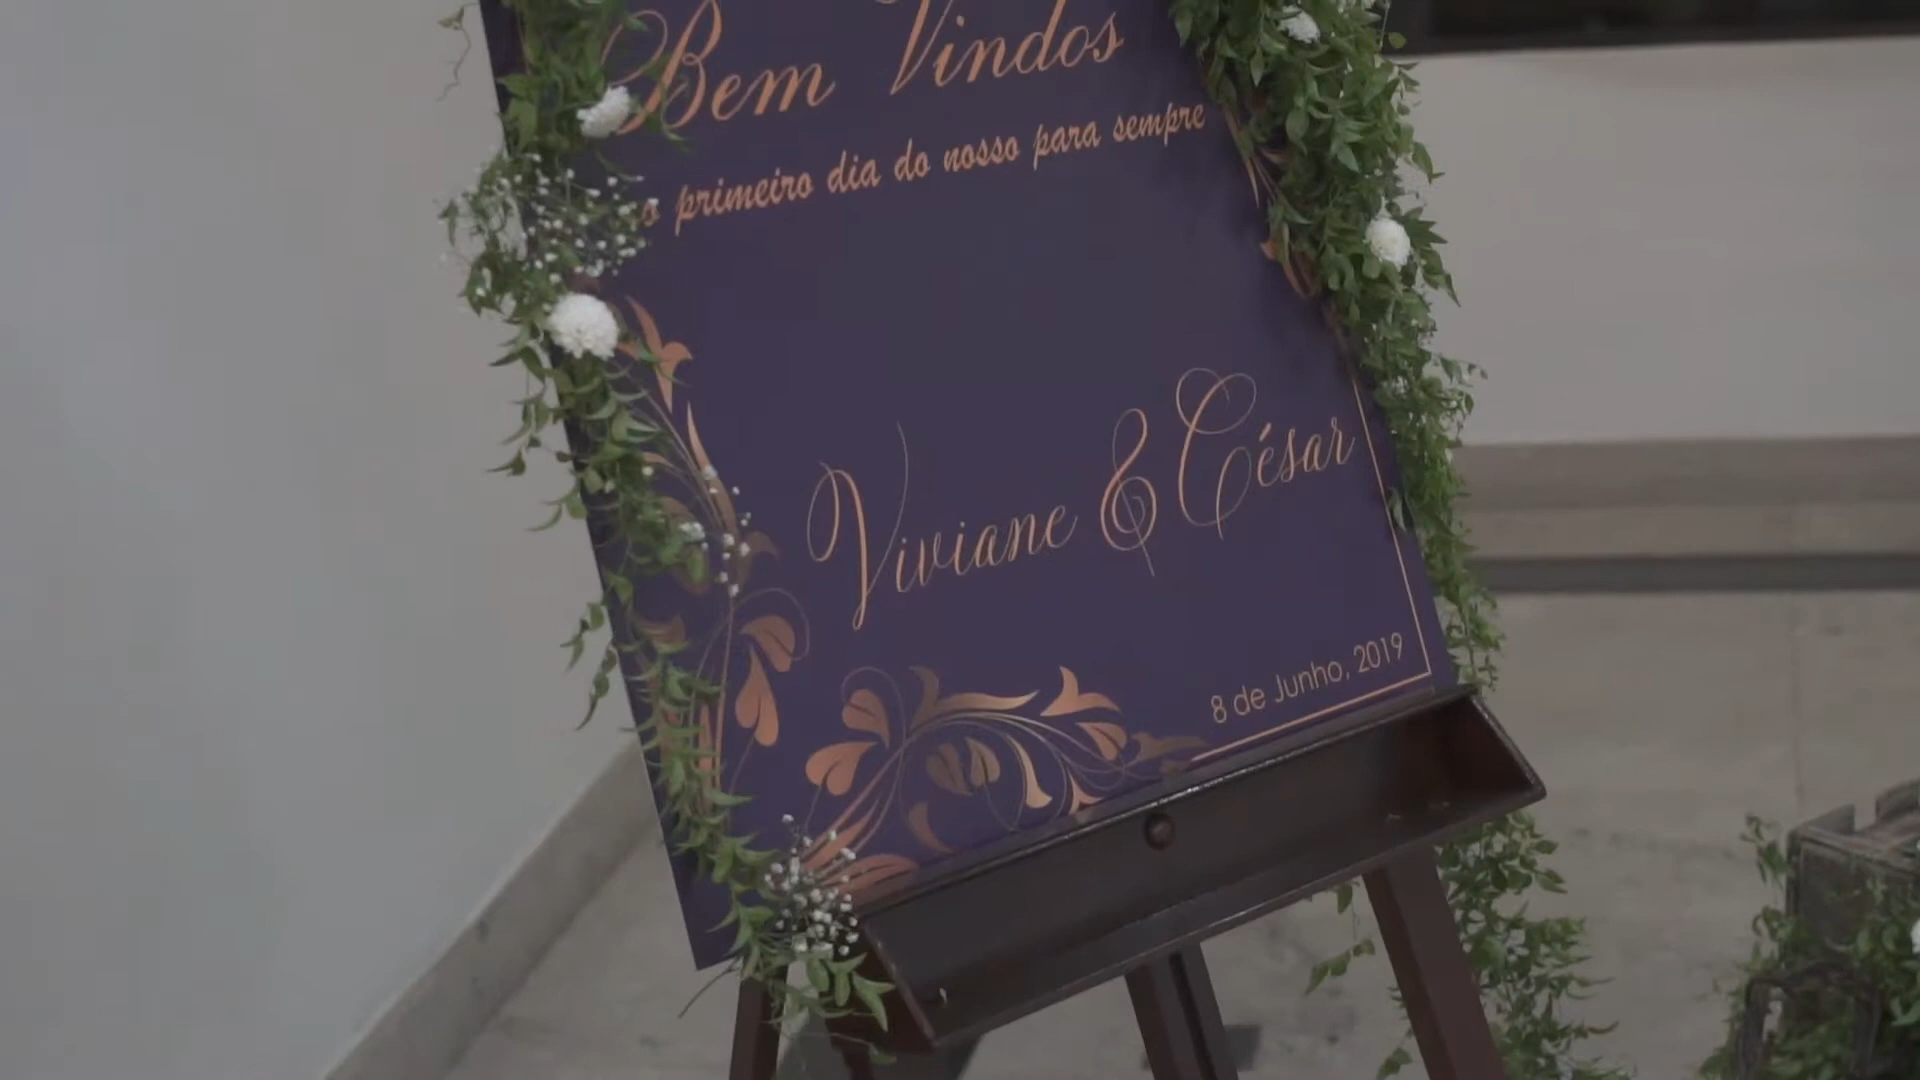 Bem Vindos
o primeiro dia do nosso para sempre
Viviane & César
8 de Junho, 2019